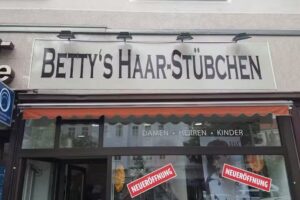 BETTY'S HAAR-STÜBCHEN
DAMEN • HERREN • KINDER
NEUERÖFFNUNG
NEUERÖFFNUNG